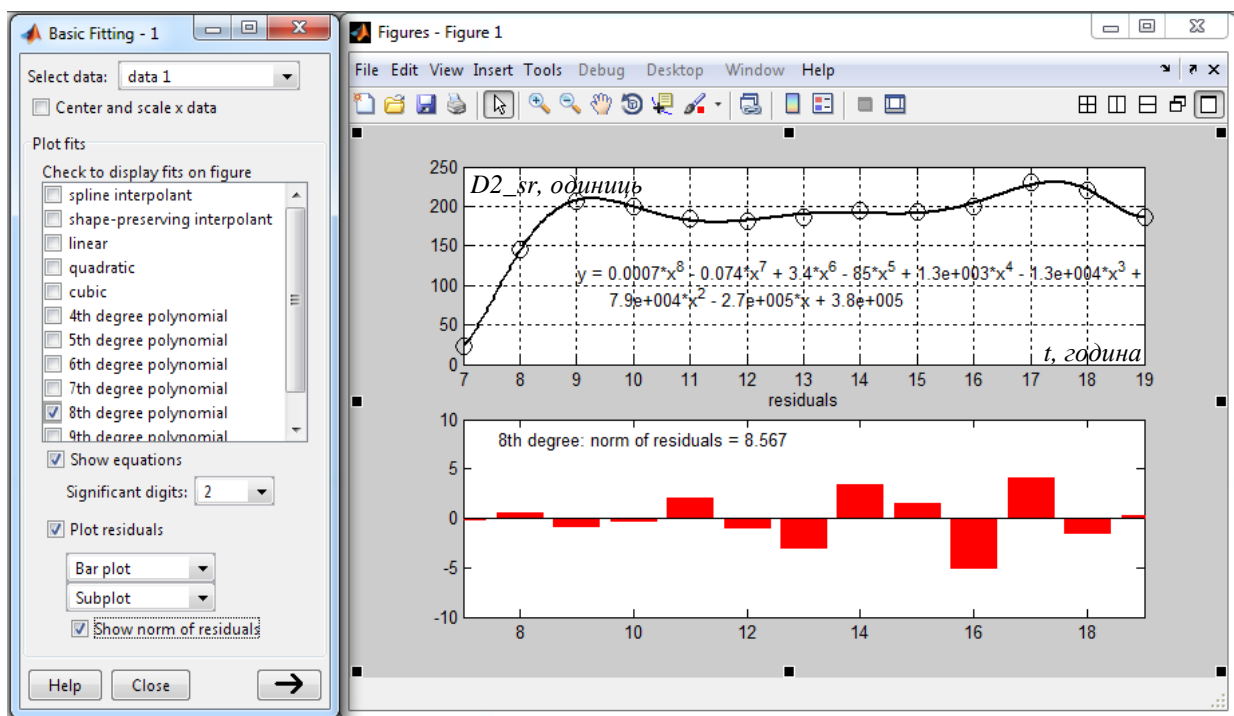 Basic Fitting - 1
Select data: data 1
Center and scale x data
Plot fits
Check to display fits on figure
spline interpolant
shape-preserving interpolant
linear
quadratic
cubic
4th degree polynomial
5th degree polynomial
6th degree polynomial
7th degree polynomial
8th degree polynomial
9th degree polynomial
Show equations
Significant digits: 2
Plot residuals
Bar plot
Subplot
Show norm of residuals
Help Close
Figures - Figure 1
File Edit View Insert Tools Debug Desktop Window Help
250
D2_sr, одиниць
200
150
y = 0.0007*x^8 - 0.074*x^7 + 3.4*x^6 - 85*x^5 + 1.3e+003*x^4 - 1.3e+004*x^3 +
100
7.9e+004*x^2 - 2.7e+005*x + 3.8e+005
50
t, година
0
7 8 9 10 11 12 13 14 15 16 17 18 19
residuals
10
8th degree: norm of residuals = 8.567
5
0
-5
-10
8 10 12 14 16 18